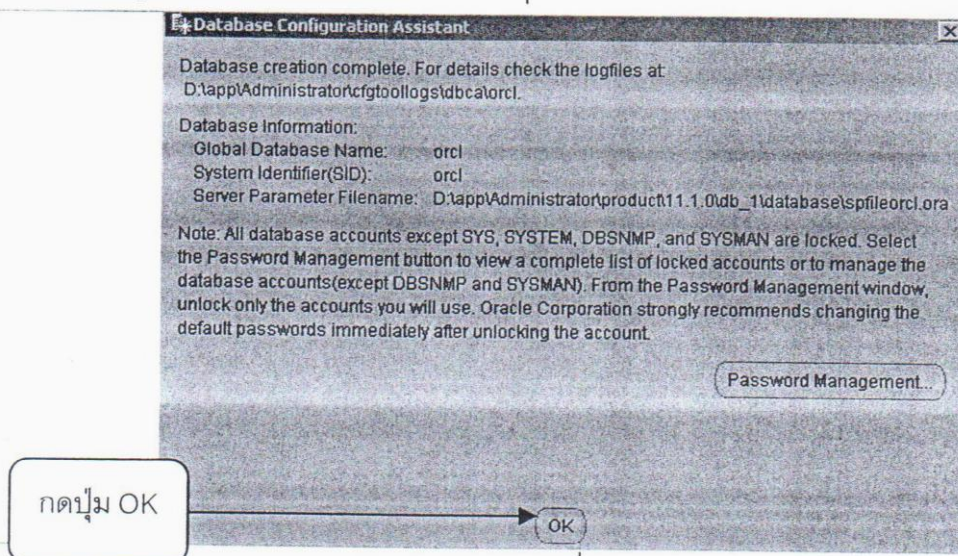 Database Configuration Assistant
Database creation complete. For details check the logfiles at:
D:\app\Administrator\cfgtoollogs\dbca\orcl.
Database Information:
Global Database Name: orcl
System Identifier(SID): orcl
Server Parameter Filename: D:\app\Administrator\product\11.1.0\db_1\database\spfileorcl.ora
Note: All database accounts except SYS, SYSTEM, DBSNMP, and SYSMAN are locked. Select
the Password Management button to view a complete list of locked accounts or to manage the
database accounts(except DBSNMP and SYSMAN). From the Password Management window,
unlock only the accounts you will use. Oracle Corporation strongly recommends changing the
default passwords immediately after unlocking the account.
Password Management...
กดปุ่ม OK
OK